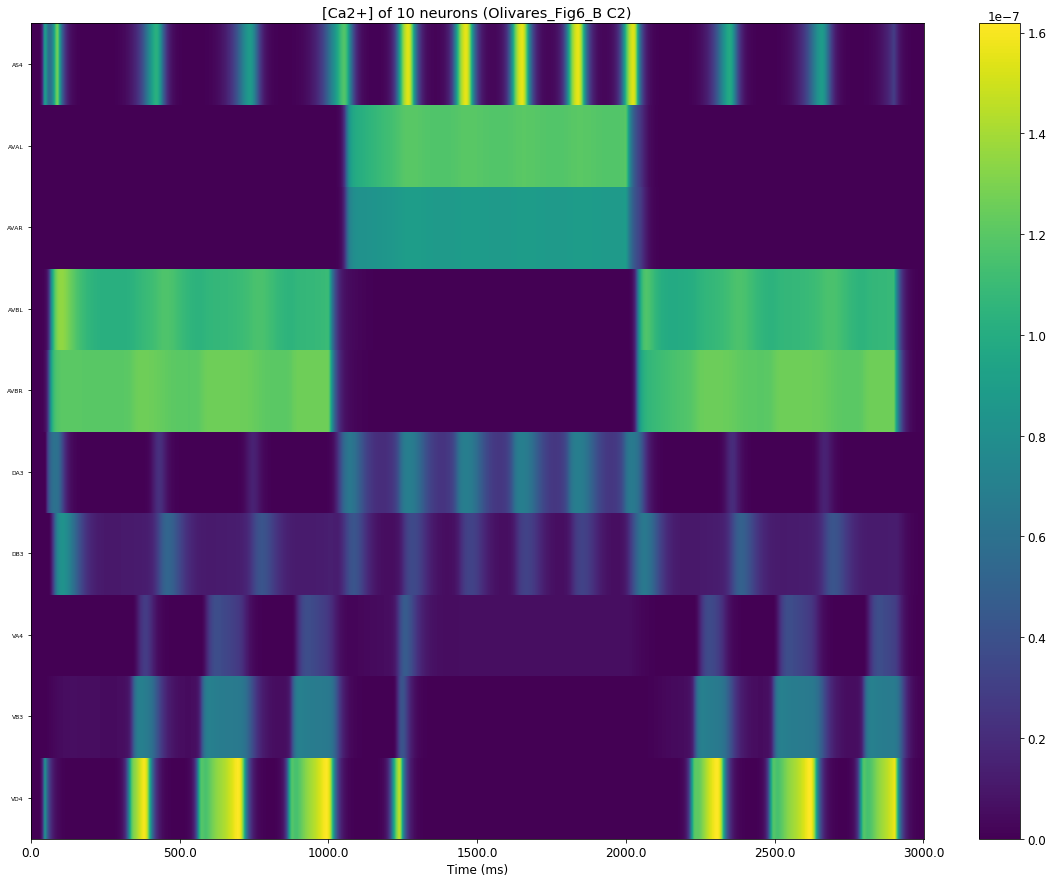 [Ca2+] of 10 neurons (Olivares_Fig6_B C2)
1e−7
AS4
AVAL
AVAR
AVBL
AVBR
DA3
DB3
VA4
VB3
VD4
0.0 500.0 1000.0 1500.0 2000.0 2500.0 3000.0
Time (ms)
1.6
1.4
1.2
1.0
0.8
0.6
0.4
0.2
0.0